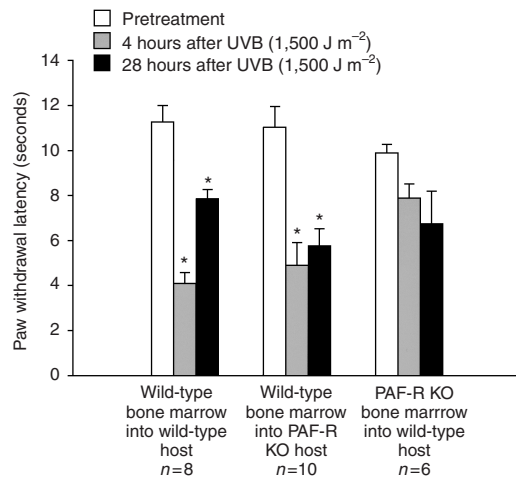 Pretreatment
4 hours after UVB (1,500 J m⁻²)
28 hours after UVB (1,500 J m⁻²)
Paw withdrawal latency (seconds)
14
12
10
8
6
4
2
0
*
*
*
*
Wild-type
bone marrow
into wild-type
host
n=8
Wild-type
bone marrrow
into PAF-R
KO host
n=10
PAF-R KO
bone marrrow
into wild-type
host
n=6